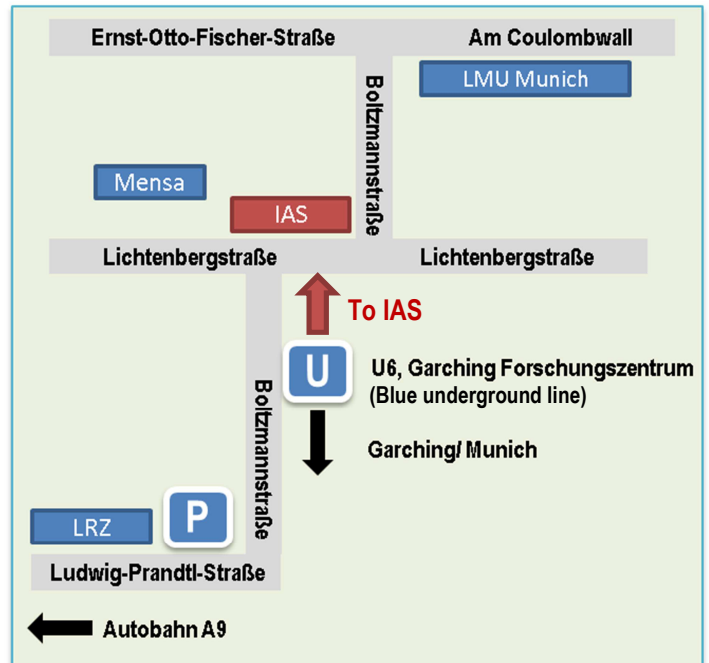 Ernst-Otto-Fischer-Straße
Am Coulombwall
LMU Munich
Boltzmannstraße
Mensa
IAS
Lichtenbergstraße
Lichtenbergstraße
To IAS
U
U6, Garching Forschungszentrum
(Blue underground line)
Boltzmannstraße
Garching/ Munich
P
LRZ
Ludwig-Prandtl-Straße
Autobahn A9